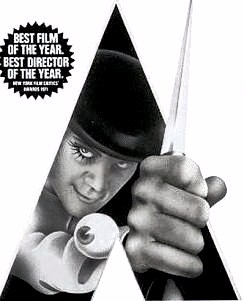 BEST FILM
OF THE YEAR.
BEST DIRECTOR
OF THE YEAR.
NEW YORK FILM CRITICS'
AWARDS 1971